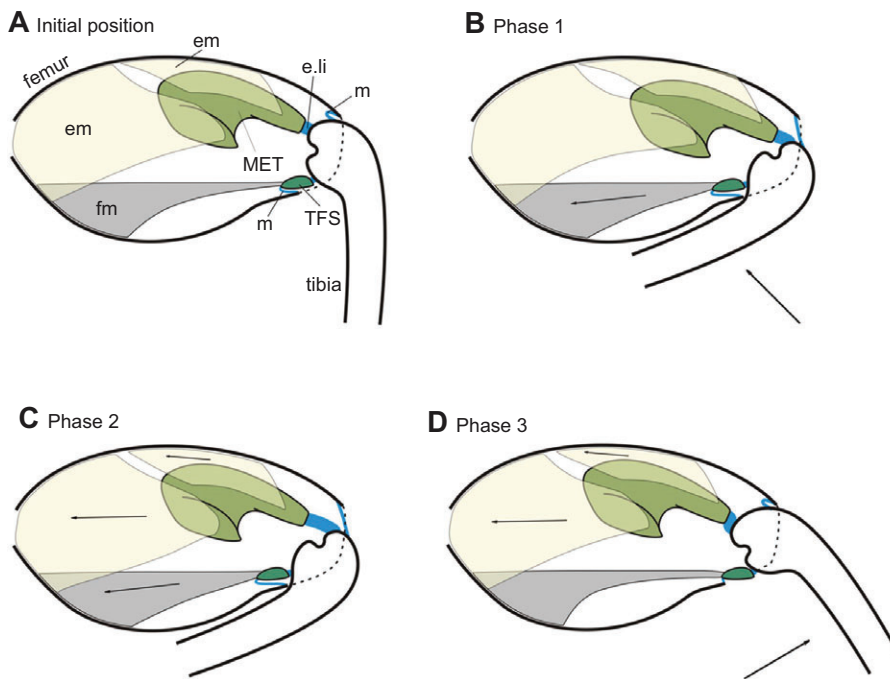 A Initial position
em
femur
e.li
m
em
MET
fm
m
TFS
tibia
B Phase 1
C Phase 2
D Phase 3